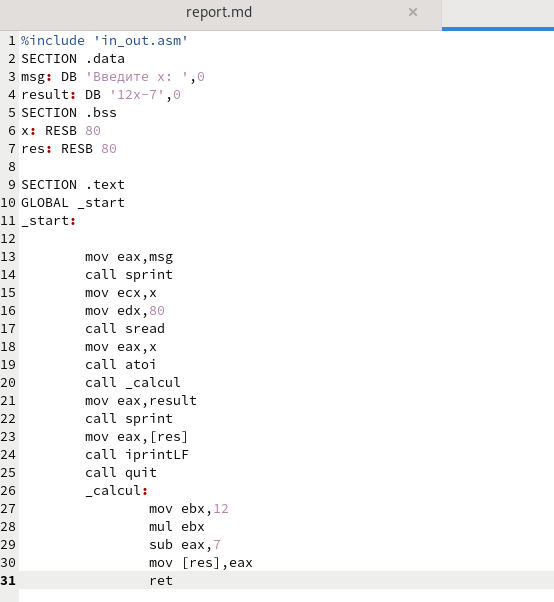 report.md ×
1 %include 'in_out.asm'
2 SECTION .data
3 msg: DB 'Введите x: ',0
4 result: DB '12x-7',0
5 SECTION .bss
6 x: RESB 80
7 res: RESB 80
8
9 SECTION .text
10 GLOBAL _start
11 _start:
12
13 mov eax,msg
14 call sprint
15 mov ecx,x
16 mov edx,80
17 call sread
18 mov eax,x
19 call atoi
20 call _calcul
21 mov eax,result
22 call sprint
23 mov eax,[res]
24 call iprintLF
25 call quit
26 _calcul:
27 mov ebx,12
28 mul ebx
29 sub eax,7
30 mov [res],eax
31 ret